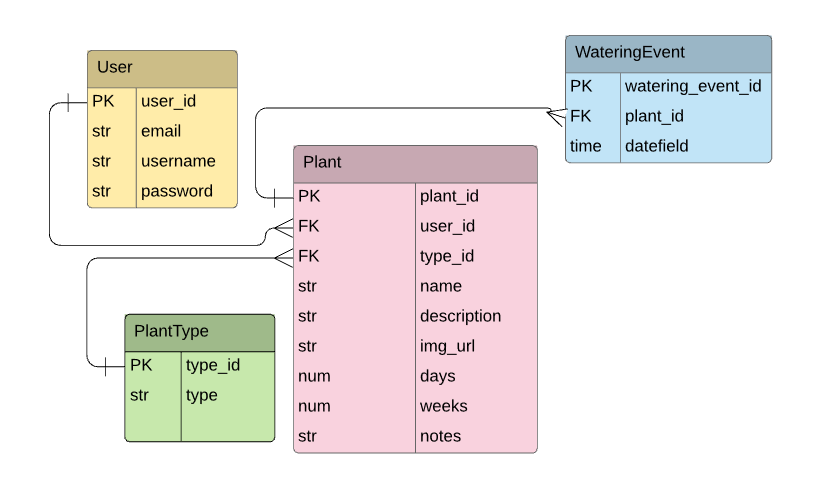 User
PK user_id
str email
str username
str password
WateringEvent
PK watering_event_id
FK plant_id
time datefield
Plant
PK plant_id
FK user_id
FK type_id
str name
str description
str img_url
num days
num weeks
str notes
PlantType
PK type_id
str type